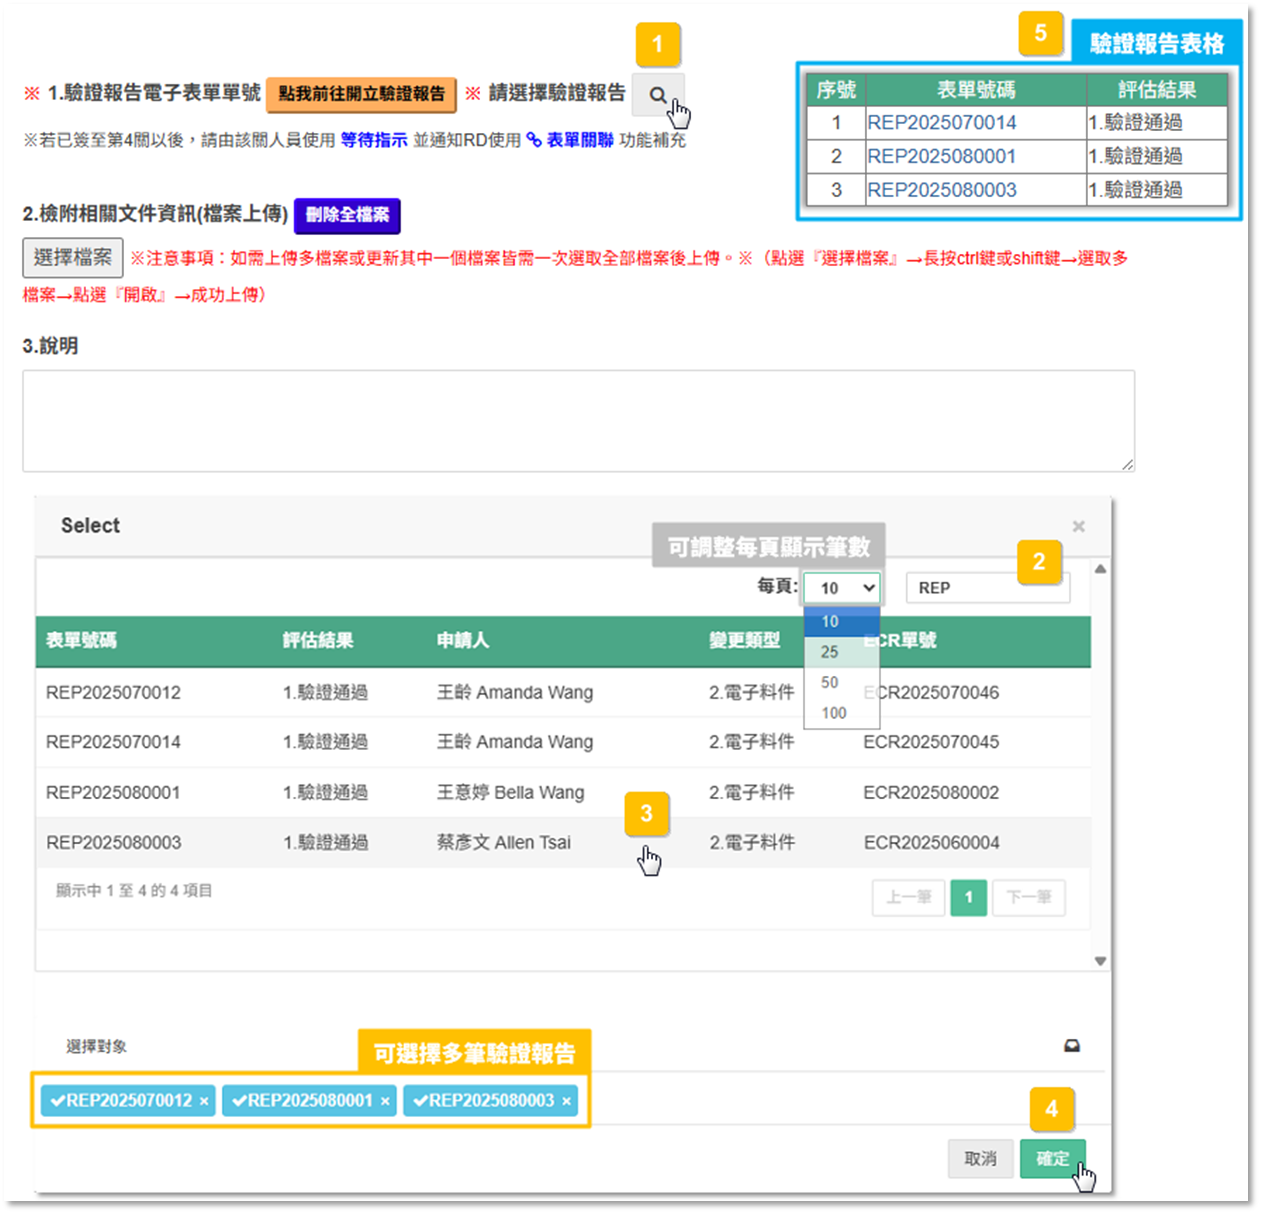 1
5
驗證報告表格
※ 1.驗證報告電子表單單號 點我前往開立驗證報告 ※ 請選擇驗證報告
※若已簽至第4關以後，請由該關人員使用 等待指示 並通知RD使用 表單關聯 功能補充
序號 表單號碼 評估結果
1 REP2025070014 1.驗證通過
2 REP2025080001 1.驗證通過
3 REP2025080003 1.驗證通過
2.檢附相關文件資訊(檔案上傳) 刪除全檔案
選擇檔案 ※注意事項：如需上傳多檔案或更新其中一個檔案皆需一次選取全部檔案後上傳。※（點選『選擇檔案』→長按ctrl鍵或shift鍵→選取多
檔案→點選『開啟』→成功上傳）
3.說明
Select ×
可調整每頁顯示筆數
2
每頁: 10 REP
10
25
50
100
表單號碼 評估結果 申請人 變更類型 ECR單號
REP2025070012 1.驗證通過 王齡 Amanda Wang 2.電子料件 ECR2025070046
REP2025070014 1.驗證通過 王齡 Amanda Wang 2.電子料件 ECR2025070045
REP2025080001 1.驗證通過 王意婷 Bella Wang 2.電子料件 ECR2025080002
3
REP2025080003 1.驗證通過 蔡彥文 Allen Tsai 2.電子料件 ECR2025060004
顯示中 1 至 4 的 4 項目 上一筆 1 下一筆
選擇對象
可選擇多筆驗證報告
REP2025070012 × REP2025080001 × REP2025080003 ×
4
取消 確定